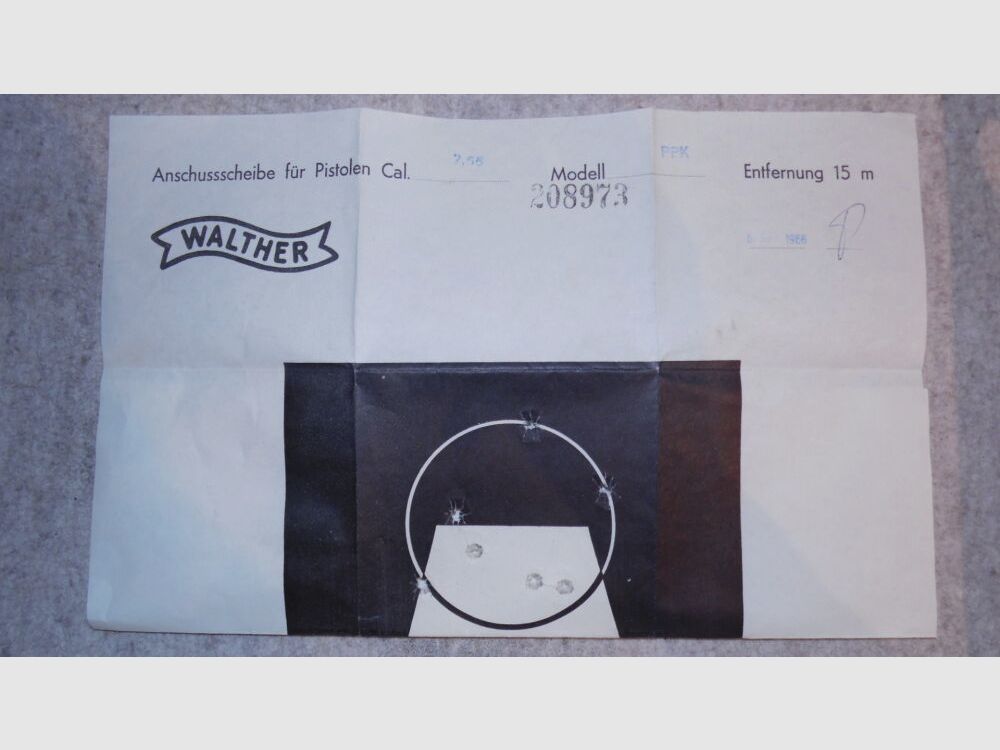 Anschussscheibe für Pistolen Cal. 7,65 Modell PPK Entfernung 15 m
208973
WALTHER
1966